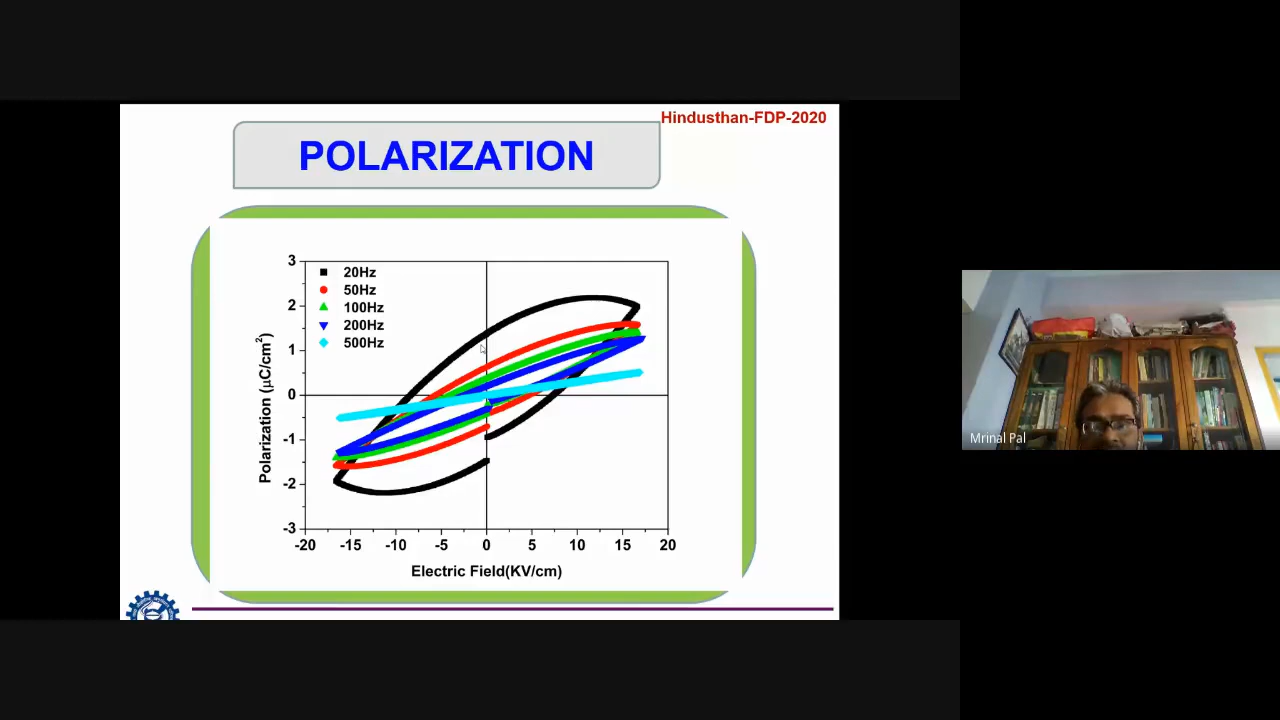 Hindusthan-FDP-2020
POLARIZATION
20Hz
50Hz
100Hz
200Hz
500Hz
Polarization (μC/cm²)
3
2
1
0
-1
-2
-3
-20 -15 -10 -5 0 5 10 15 20
Electric Field(KV/cm)
Mrinal Pal